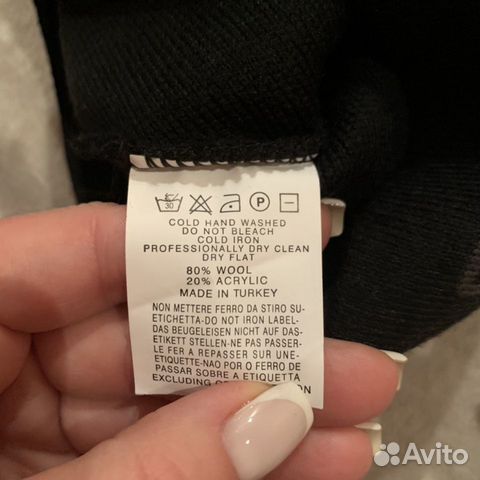 30 P
COLD HAND WASHED
DO NOT BLEACH
COLD IRON
PROFESSIONALLY DRY CLEAN
DRY FLAT
80% WOOL
20% ACRYLIC
MADE IN TURKEY
NON METTERE FERRO DA STIRO SU-
ETICHETTA-DO NOT IRON LABEL-
DAS BEUGELEISEN NICHT AUF DAS-
ETIKETT STELLEN-NE PAS PASSER-
LE FER A REPASSER SUR UNE-
ETIQUETTE-NAO POR O FERRO DE
PASSAR SOBRE A ETIQUETTA
EXCLUDING
Avito